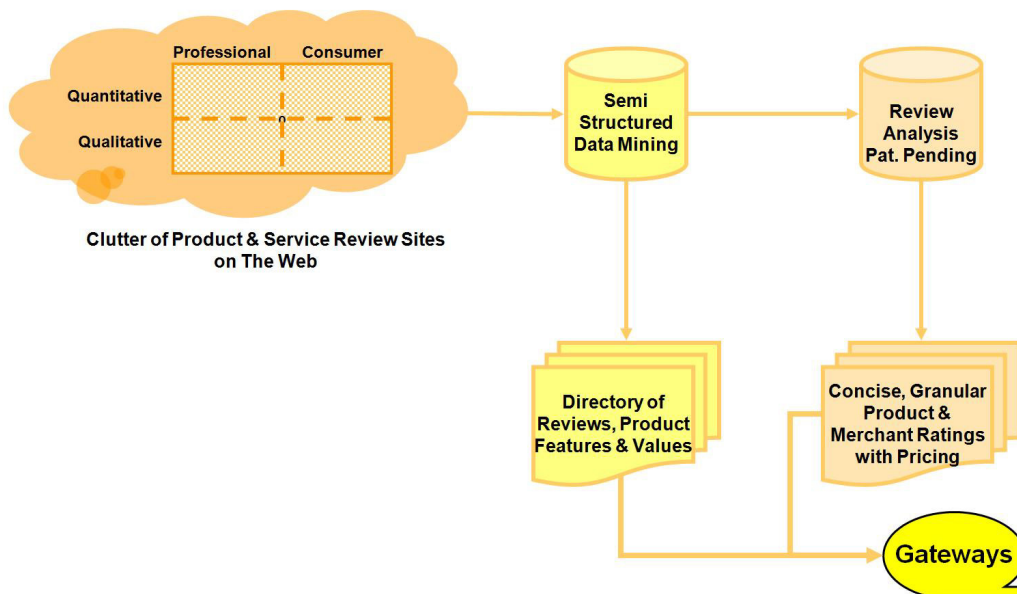 Professional Consumer
Quantitative
Qualitative
Clutter of Product & Service Review Sites
on The Web
Semi
Structured
Data Mining
Review
Analysis
Pat. Pending
Directory of
Reviews, Product
Features & Values
Concise, Granular
Product &
Merchant Ratings
with Pricing
Gateways